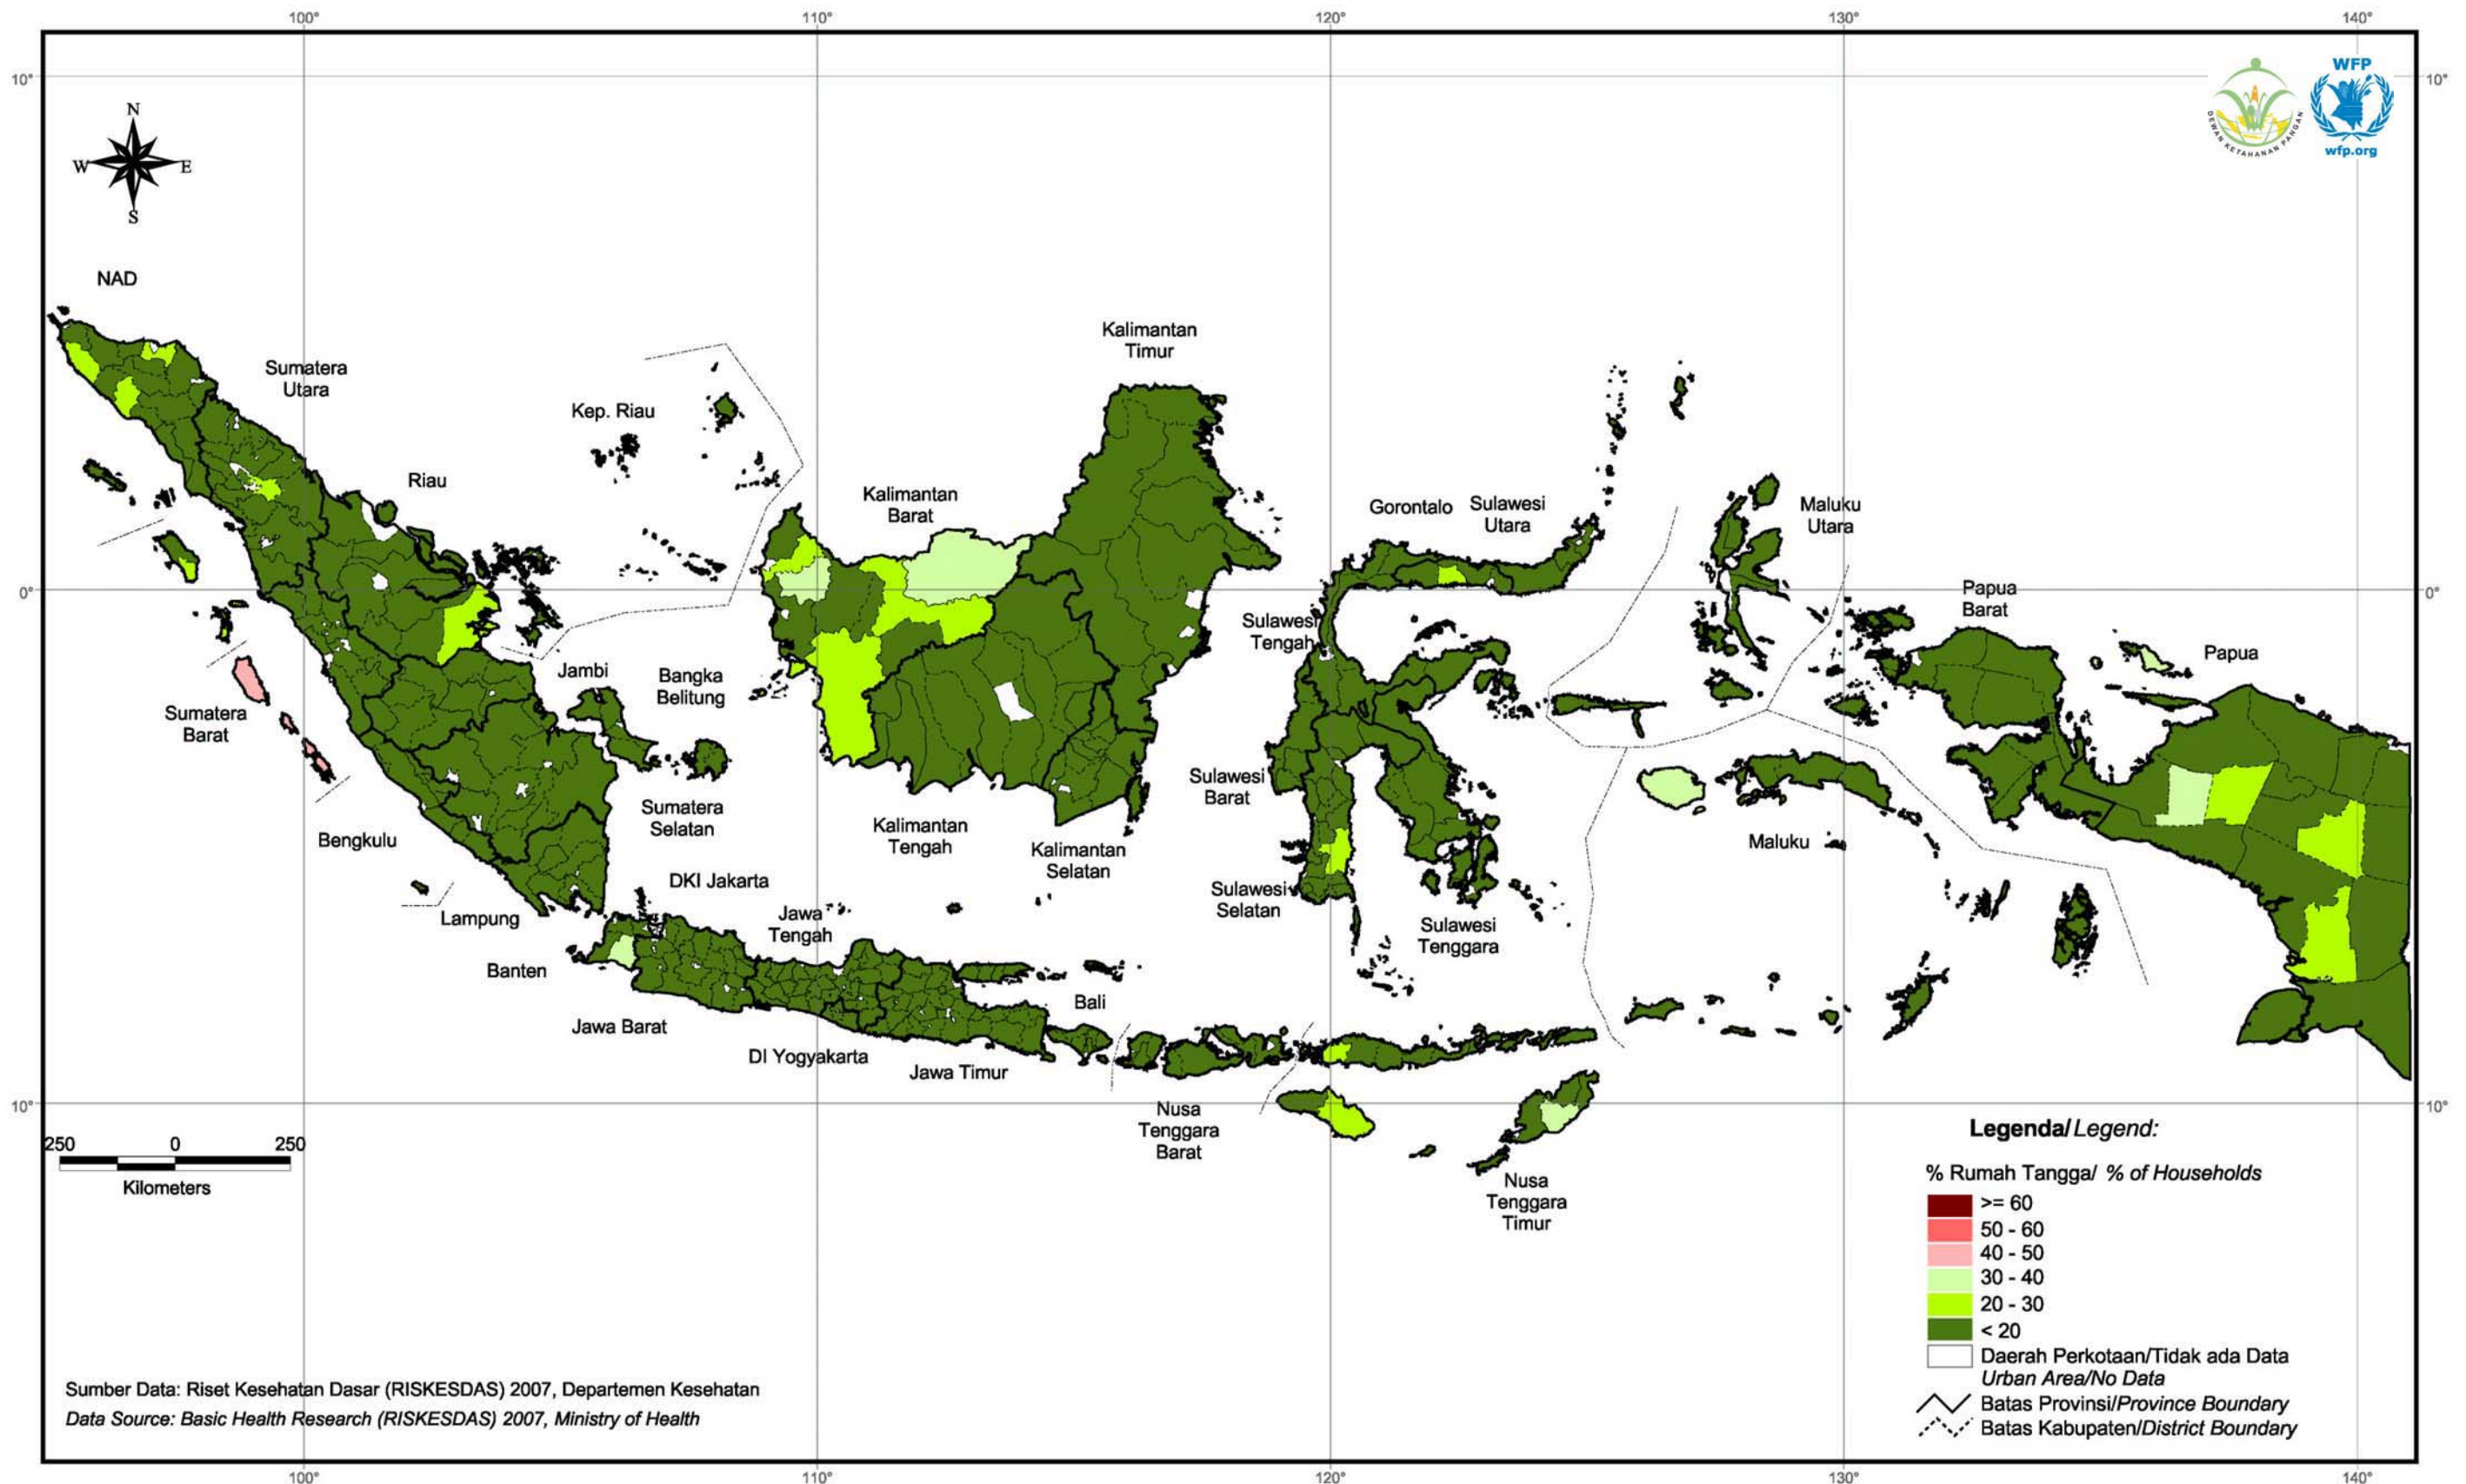 100° 110° 120° 130° 140°
10° 10°
WFP
DEWAN KETAHANAN PANGAN
wfp.org
N
W E
S
NAD
Sumatera
Utara
Kep. Riau
Riau
Kalimantan
Timur
Kalimantan
Barat
Gorontalo
Sulawesi
Utara
Maluku
Utara
0° 0°
Papua
Barat
Sulawesi
Tengah
Papua
Jambi
Bangka
Belitung
Sumatera
Barat
Sulawesi
Barat
Sumatera
Selatan
Bengkulu
Kalimantan
Tengah
Kalimantan
Selatan
Maluku
DKI Jakarta
Sulawesi
Selatan
Lampung
Jawa
Tengah
Sulawesi
Tenggara
Banten
Bali
Jawa Barat
DI Yogyakarta
Jawa Timur
10° 10°
Nusa
Tenggara
Barat
Nusa
Tenggara
Timur
250 0 250
Kilometers
Legenda/Legend:
% Rumah Tangga/ % of Households
>= 60
50 - 60
40 - 50
30 - 40
20 - 30
< 20
Daerah Perkotaan/Tidak ada Data
Urban Area/No Data
Batas Provinsi/Province Boundary
Batas Kabupaten/District Boundary
Sumber Data: Riset Kesehatan Dasar (RISKESDAS) 2007, Departemen Kesehatan
Data Source: Basic Health Research (RISKESDAS) 2007, Ministry of Health
100° 110° 120° 130° 140°